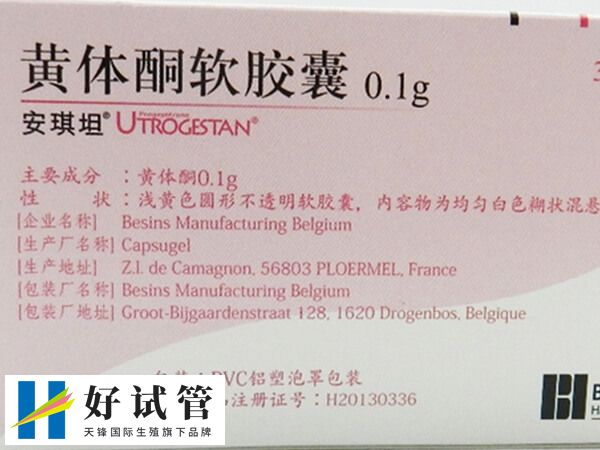 黄体酮软胶囊 0.1g
安琪坦® UTROGESTAN®
Progesterone
主要成分：黄体酮0.1g
性 状：浅黄色圆形不透明软胶囊，内容物为均匀白色糊状混悬
[企业名称] Besins Manufacturing Belgium
[生产厂名称] Capsugel
[生产地址] Z.I. de Camagnon, 56803 PLOERMEL, France
[包装厂名称] Besins Manufacturing Belgium
[包装厂地址] Groot-Bijgaardenstraat 128, 1620 Drogenbos, Belgique
包装：PVC铝塑泡罩包装
注册证号：H20130336
好试管
天锋国际生殖旗下品牌